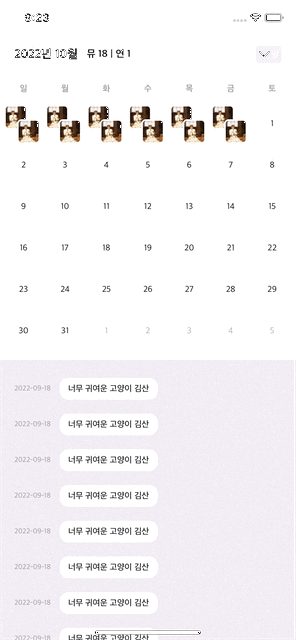 9:23
2022년 10월 뮤 18 | 연 1
일 월 화 수 목 금 토
1
2 3 4 5 6 7 8
9 10 11 12 13 14 15
16 17 18 19 20 21 22
23 24 25 26 27 28 29
30 31 1 2 3 4 5
2022-09-18 너무 귀여운 고양이 김산
2022-09-18 너무 귀여운 고양이 김산
2022-09-18 너무 귀여운 고양이 김산
2022-09-18 너무 귀여운 고양이 김산
2022-09-18 너무 귀여운 고양이 김산
2022-09-18 너무 귀여운 고양이 김산
2022-09-18 너무 귀여운 고양이 김산
2022-09-18 너무 귀여운 고양이 김산